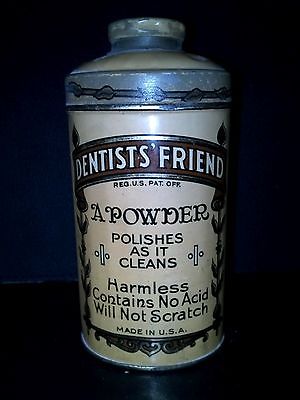 DENTISTS' FRIEND
REG. U.S. PAT. OFF.
A POWDER
POLISHES
AS IT
CLEANS
Harmless
Contains No Acid
Will Not Scratch
MADE IN U.S.A.